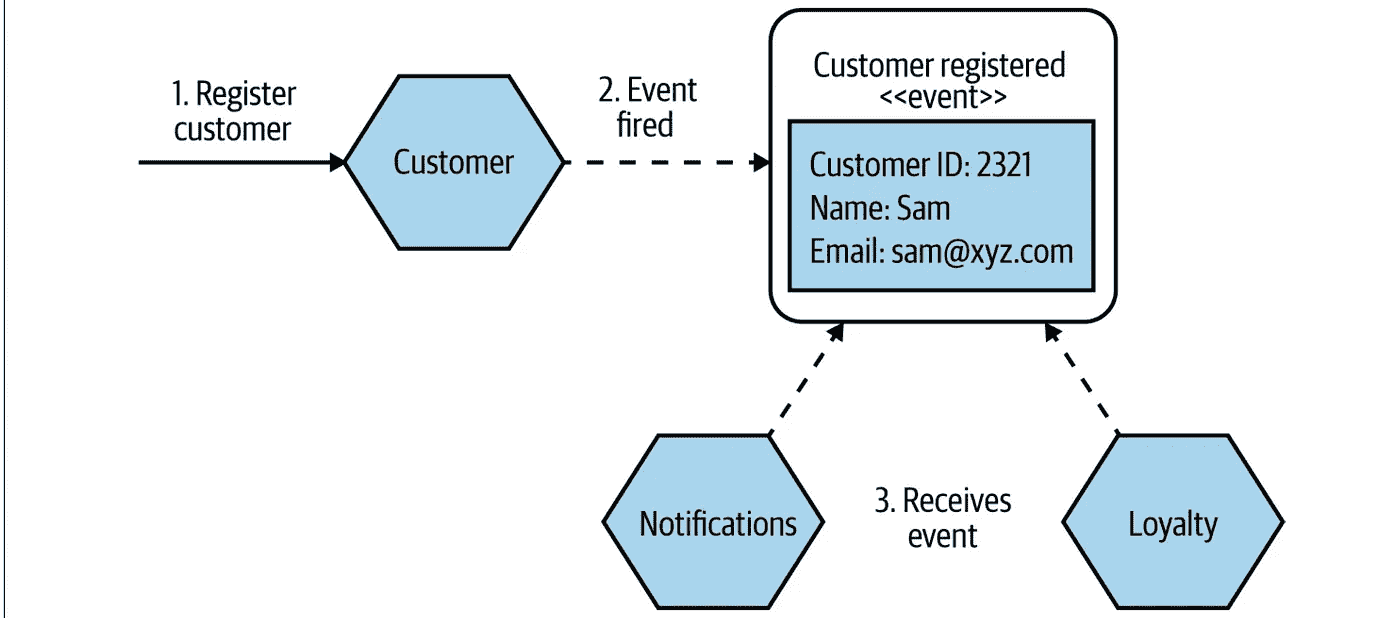 1. Register
customer
Customer
2. Event
fired
Customer registered
<<event>>
Customer ID: 2321
Name: Sam
Email: sam@xyz.com
Notifications
3. Receives
event
Loyalty